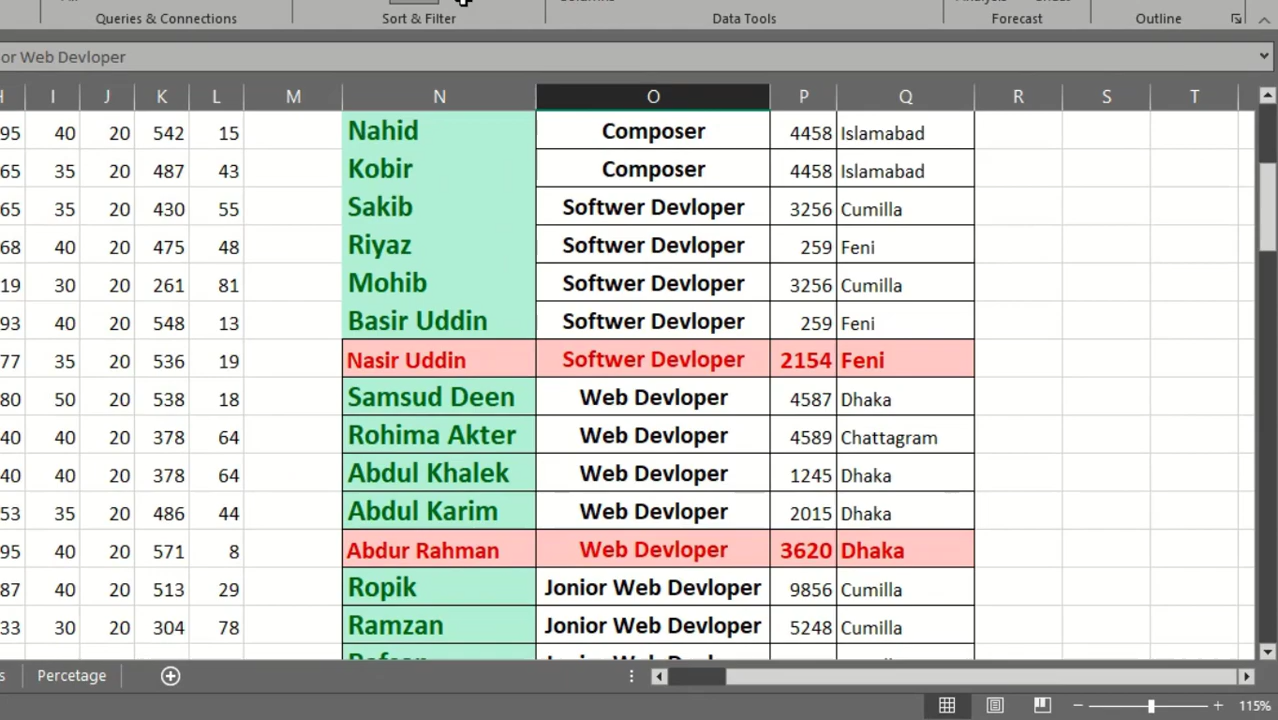 Queries & Connections Sort & Filter Data Tools Forecast Outline
or Web Devloper
I J K L M N O P Q R S T
95 40 20 542 15 Nahid Composer 4458 Islamabad
65 35 20 487 43 Kobir Composer 4458 Islamabad
65 35 20 430 55 Sakib Softwer Devloper 3256 Cumilla
68 40 20 475 48 Riyaz Softwer Devloper 259 Feni
19 30 20 261 81 Mohib Softwer Devloper 3256 Cumilla
93 40 20 548 13 Basir Uddin Softwer Devloper 259 Feni
77 35 20 536 19 Nasir Uddin Softwer Devloper 2154 Feni
80 50 20 538 18 Samsud Deen Web Devloper 4587 Dhaka
40 40 20 378 64 Rohima Akter Web Devloper 4589 Chattagram
40 40 20 378 64 Abdul Khalek Web Devloper 1245 Dhaka
53 35 20 486 44 Abdul Karim Web Devloper 2015 Dhaka
95 40 20 571 8 Abdur Rahman Web Devloper 3620 Dhaka
87 40 20 513 29 Ropik Jonior Web Devloper 9856 Cumilla
33 30 20 304 78 Ramzan Jonior Web Devloper 5248 Cumilla
s Percetage
115%